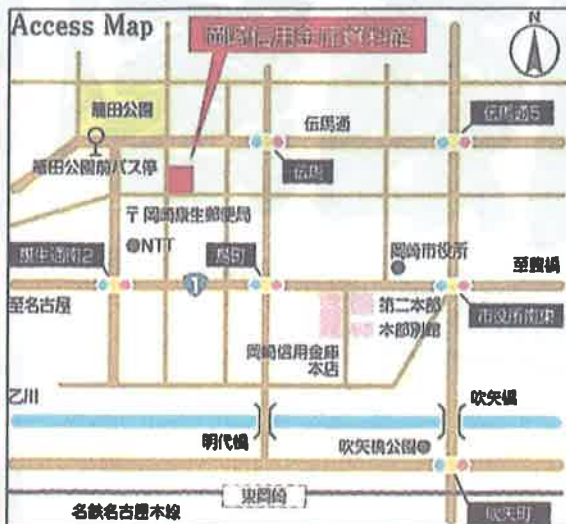 Access Map
N
岡崎信用金庫資料館
籠田公園
伝馬通
伝馬通5
籠田公園前バス停
伝馬
〒岡崎康生郵便局
NTT
岡崎市役所
康生通南2
至豊橋
1
至名古屋
第二本部
市役所南東
本部別館
岡崎信用金庫
本店
乙川
吹矢橋
明代橋
吹矢橋公園
東岡崎
吹矢町
名鉄名古屋本線